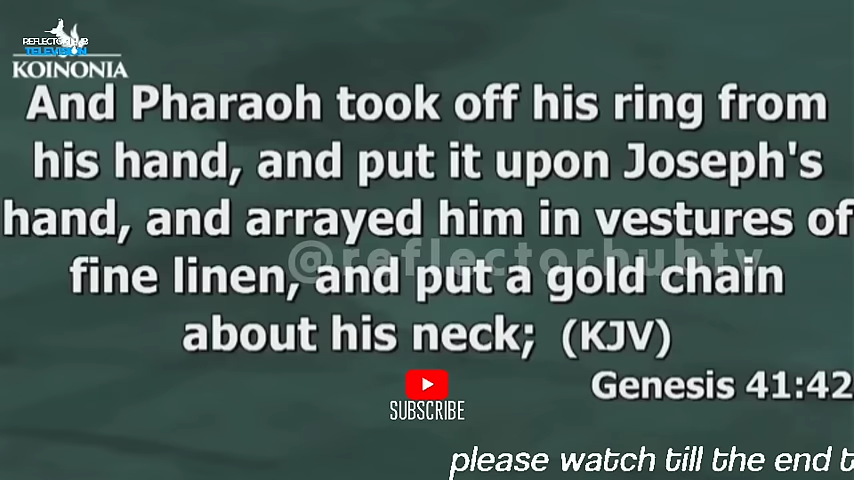 REFLECTOR HUB
TELEVISION
KOINONIA
And Pharaoh took off his ring from
his hand, and put it upon Joseph's
hand, and arrayed him in vestures of
@reflectorhubtv
fine linen, and put a gold chain
about his neck; (KJV)
Genesis 41:42
SUBSCRIBE
please watch till the end t